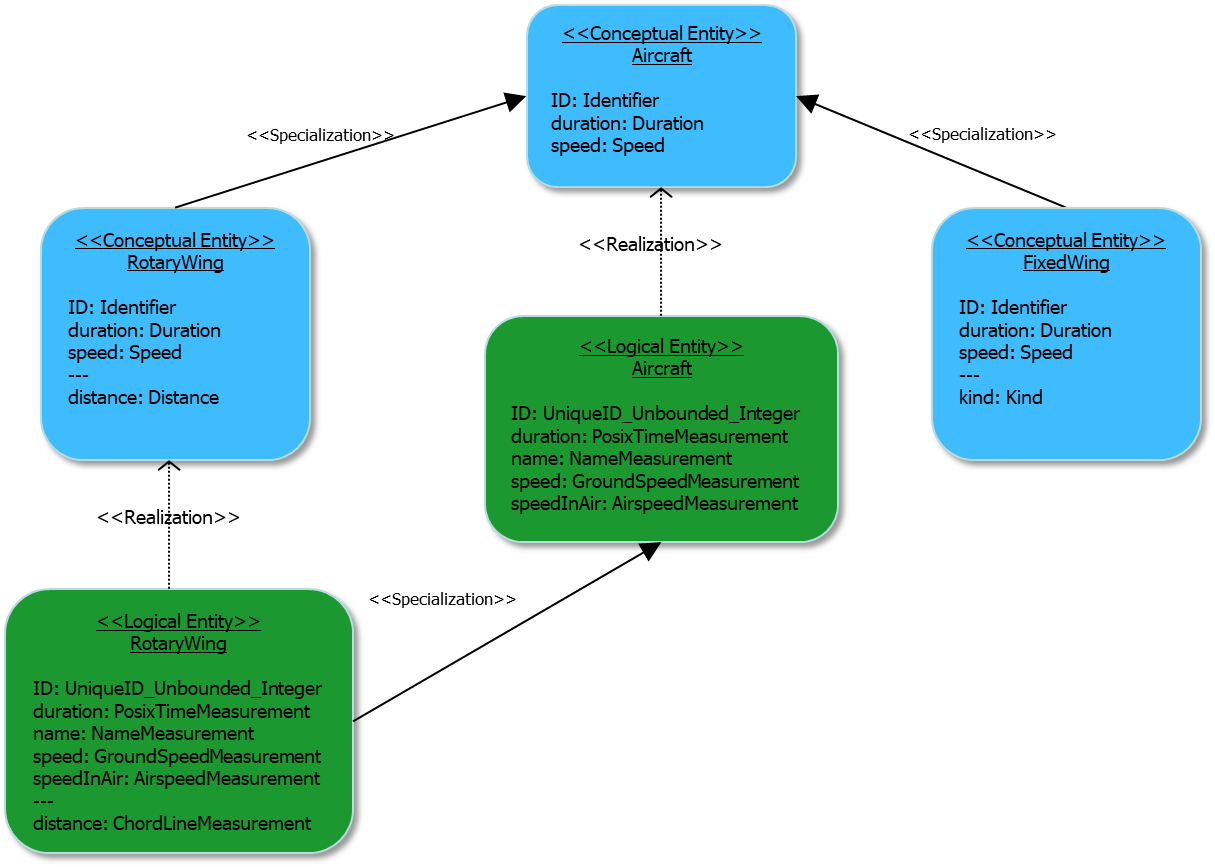 <<Conceptual Entity>>
Aircraft
ID: Identifier
duration: Duration
speed: Speed
<<Specialization>>
<<Specialization>>
<<Conceptual Entity>>
RotaryWing
ID: Identifier
duration: Duration
speed: Speed
---
distance: Distance
<<Realization>>
<<Conceptual Entity>>
FixedWing
ID: Identifier
duration: Duration
speed: Speed
---
kind: Kind
<<Logical Entity>>
Aircraft
ID: UniqueID_Unbounded_Integer
duration: PosixTimeMeasurement
name: NameMeasurement
speed: GroundSpeedMeasurement
speedInAir: AirspeedMeasurement
<<Realization>>
<<Specialization>>
<<Logical Entity>>
RotaryWing
ID: UniqueID_Unbounded_Integer
duration: PosixTimeMeasurement
name: NameMeasurement
speed: GroundSpeedMeasurement
speedInAir: AirspeedMeasurement
---
distance: ChordLineMeasurement